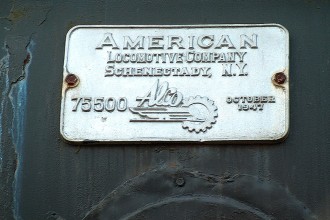 AMERICAN
LOCOMOTIVE COMPANY
SCHENECTADY, N.Y.
75500 Alco OCTOBER
1947